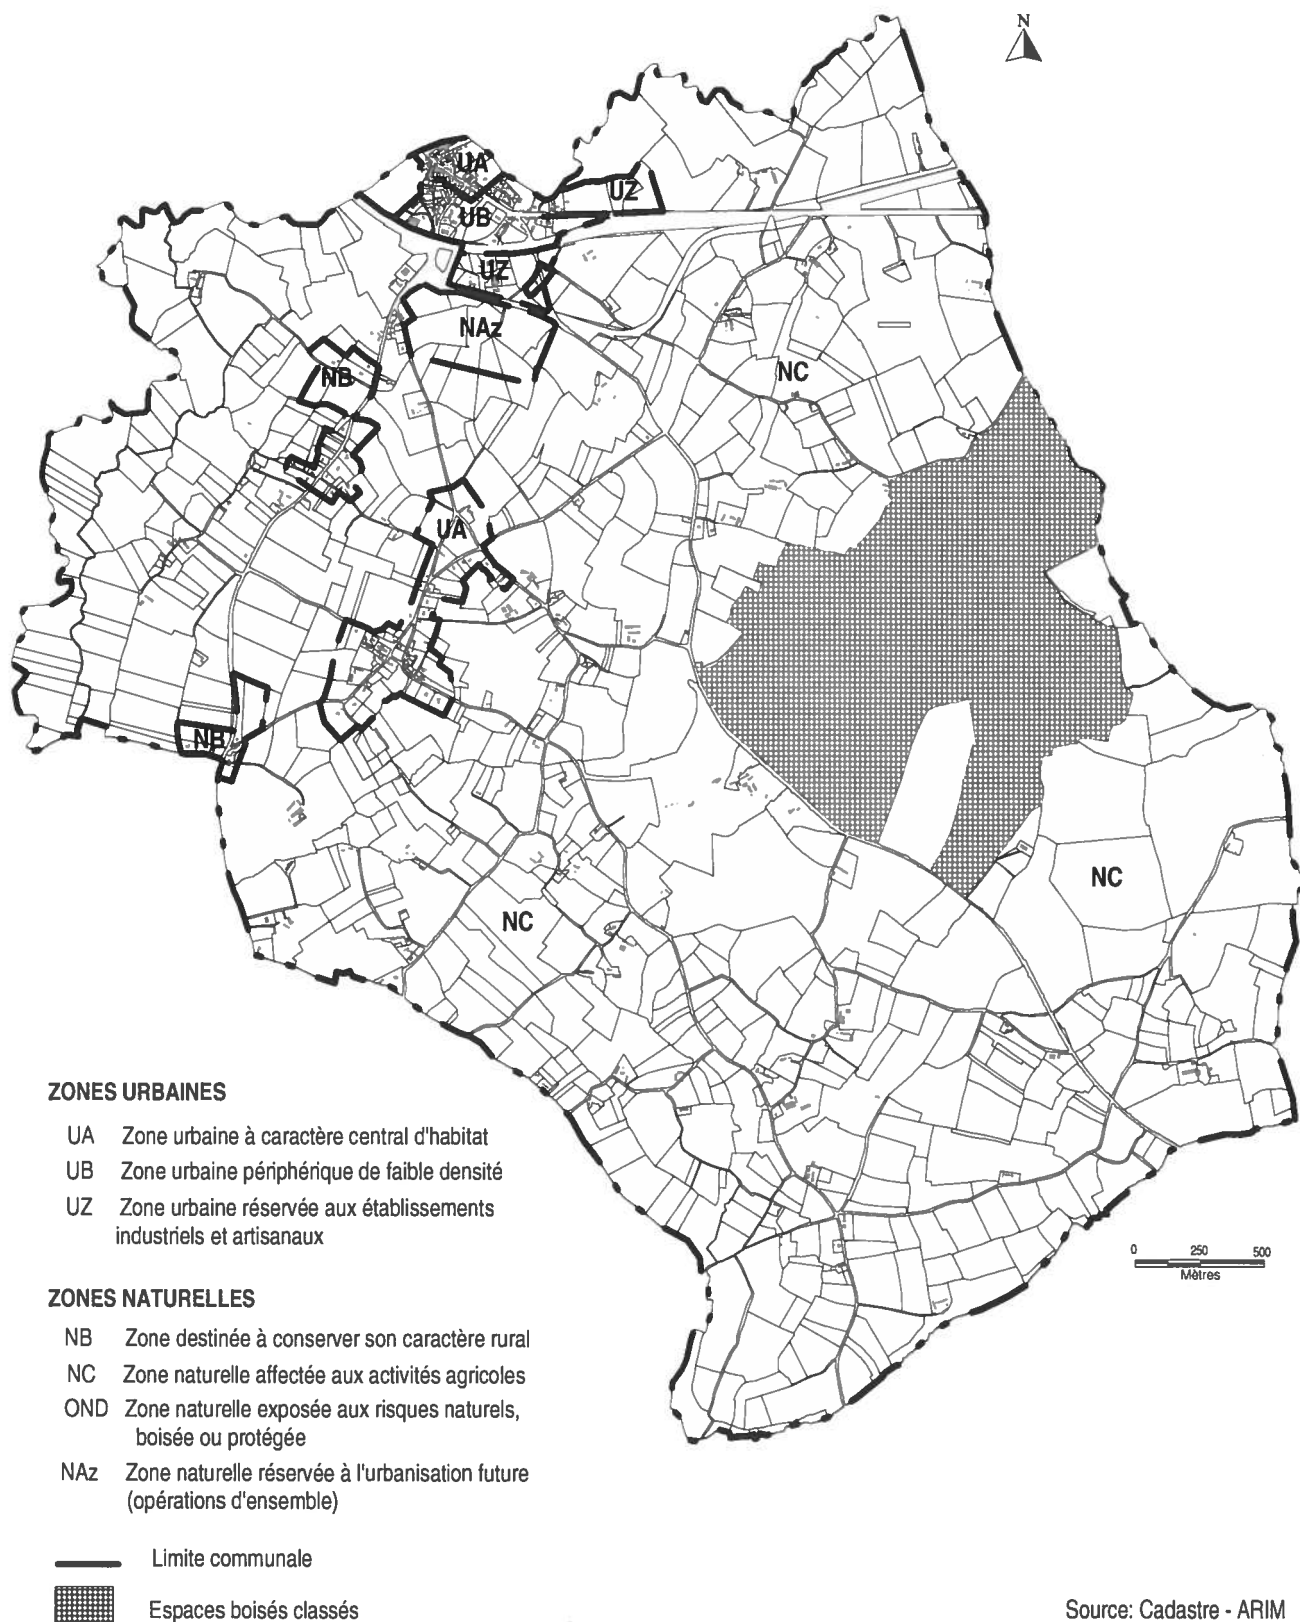 N
UA
UZ
UB
UZ
NAz
NB
NC
UA
NB
NC
NC
ZONES URBAINES
UA Zone urbaine à caractère central d'habitat
UB Zone urbaine périphérique de faible densité
UZ Zone urbaine réservée aux établissements
industriels et artisanaux
0 250 500
Mètres
ZONES NATURELLES
NB Zone destinée à conserver son caractère rural
NC Zone naturelle affectée aux activités agricoles
OND Zone naturelle exposée aux risques naturels,
boisée ou protégée
NAz Zone naturelle réservée à l'urbanisation future
(opérations d'ensemble)
Limite communale
Espaces boisés classés
Source: Cadastre - ARIM